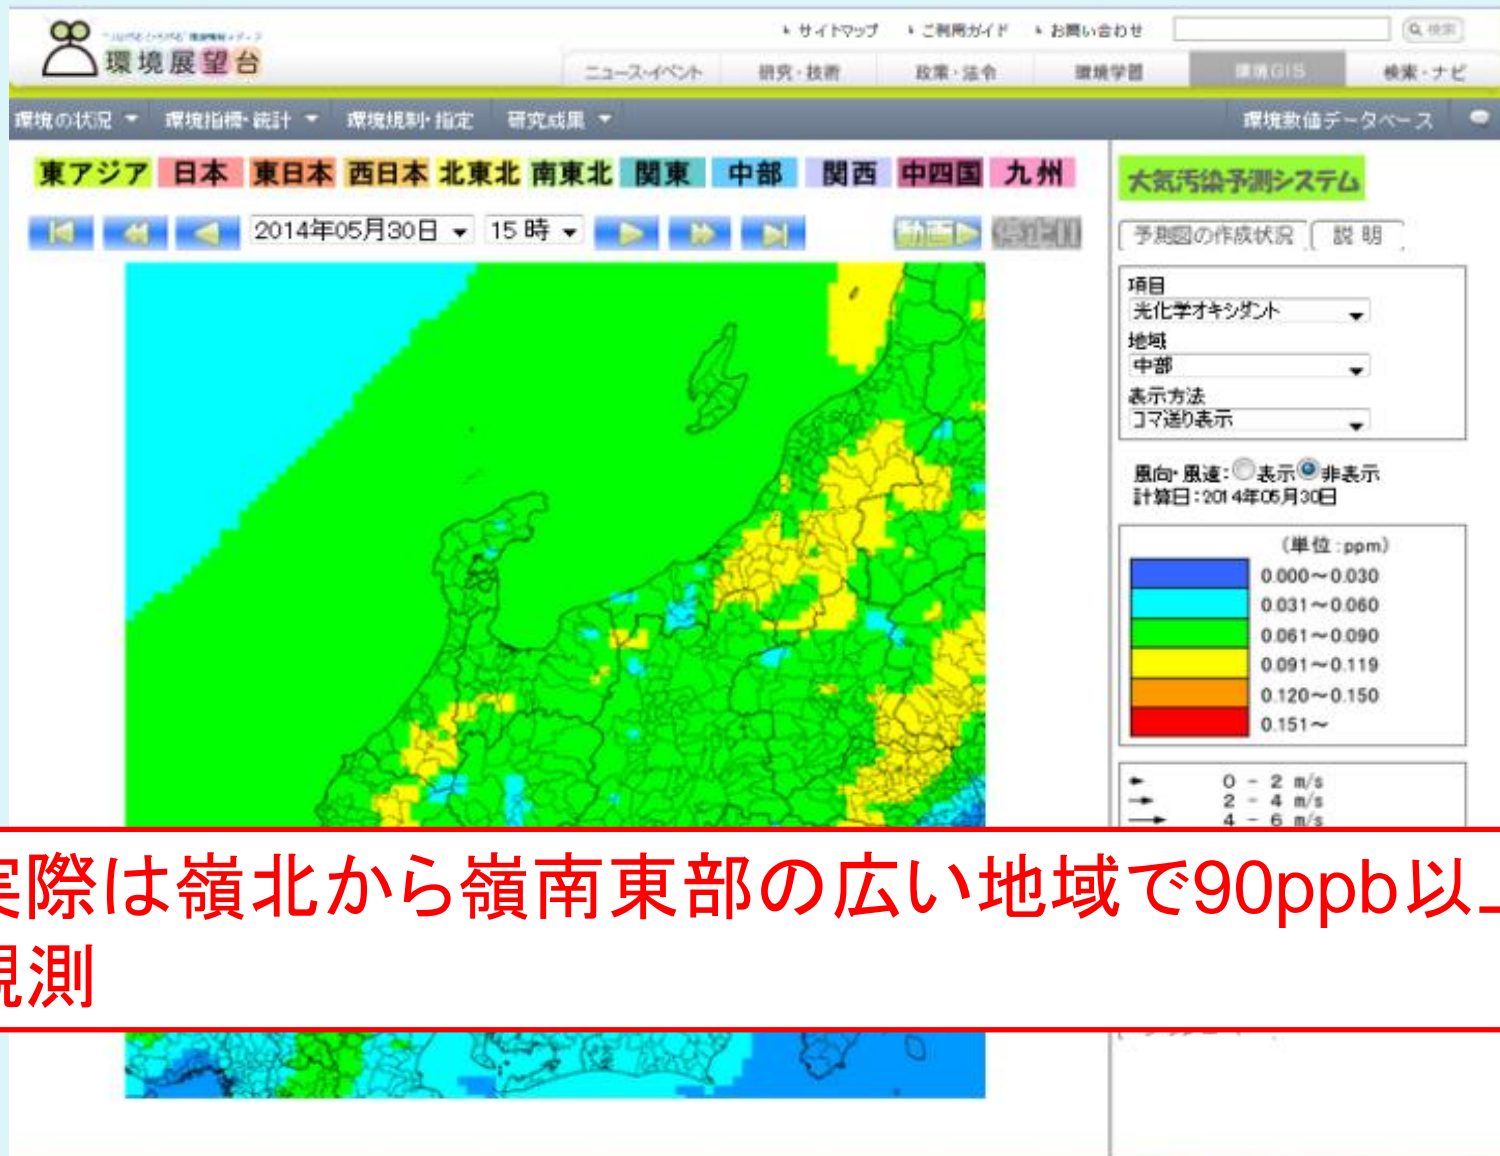 サイトマップ ご利用ガイド お問い合わせ 検索
環境展望台
ニュース・イベント 研究・技術 政策・法令 環境学習 環境GIS 検索・ナビ
環境の状況 環境指標・統計 環境規制・指定 研究成果 環境数値データベース
東アジア 日本 東日本 西日本 北東北 南東北 関東 中部 関西 中四国 九州
2014年05月30日 15時 動画 停止
大気汚染予測システム
予測図の作成状況 説明
項目
光化学オキシダント
地域
中部
表示方法
コマ送り表示
風向・風速: 表示 非表示
計算日:2014年05月30日
(単位:ppm)
0.000~0.030
0.031~0.060
0.061~0.090
0.091~0.119
0.120~0.150
0.151~
0 - 2 m/s
2 - 4 m/s
4 - 6 m/s
実際は嶺北から嶺南東部の広い地域で90ppb以上
観測